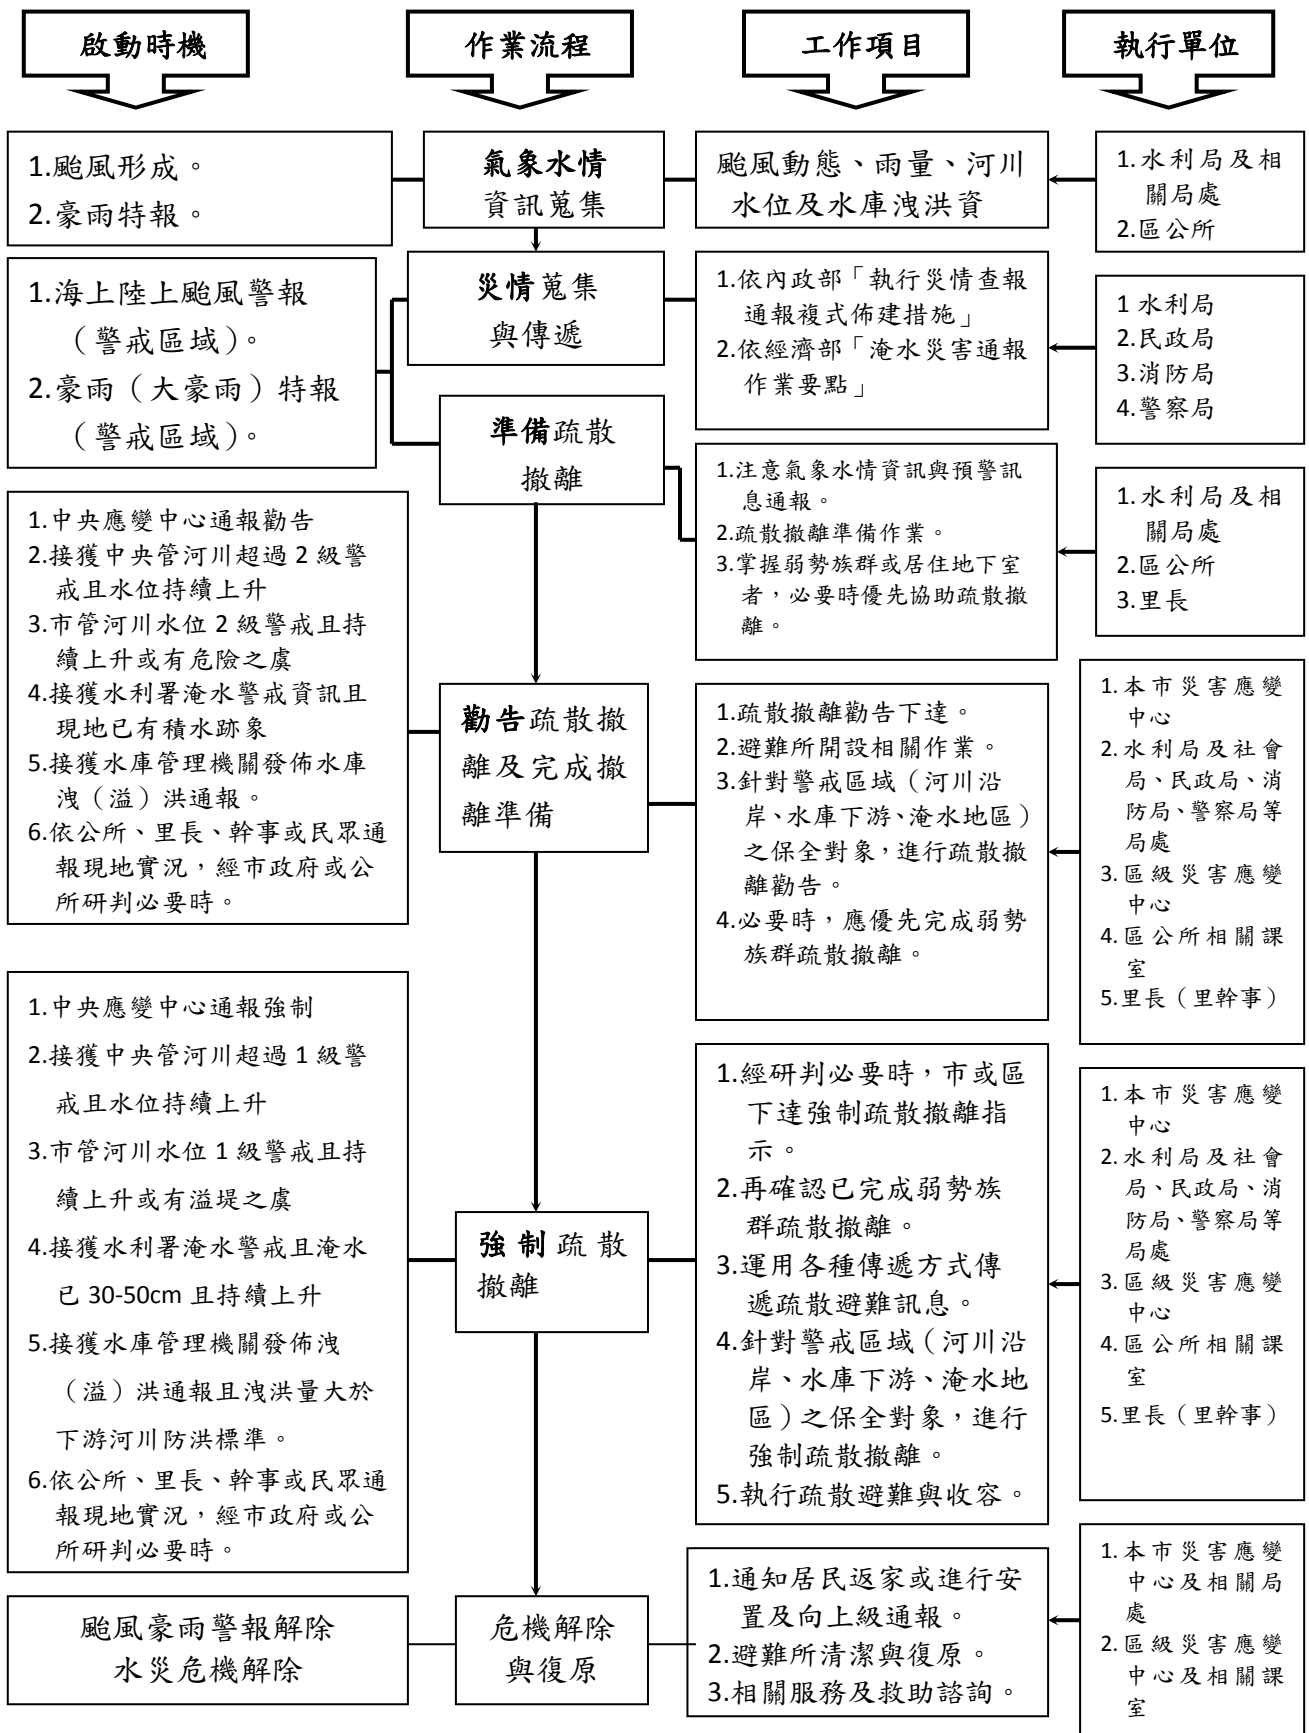 啟動時機
作業流程
工作項目
執行單位
1.颱風形成。
2.豪雨特報。
氣象水情
資訊蒐集
颱風動態、雨量、河川
水位及水庫洩洪資
1.水利局及相
關局處
2.區公所
1.海上陸上颱風警報
（警戒區域）。
2.豪雨（大豪雨）特報
（警戒區域）。
災情蒐集
與傳遞
1.依內政部「執行災情查報
通報複式佈建措施」
2.依經濟部「淹水災害通報
作業要點」
1 水利局
2.民政局
3.消防局
4.警察局
準備疏散
撤離
1.注意氣象水情資訊與預警訊
息通報。
2.疏散撤離準備作業。
3.掌握弱勢族群或居住地下室
者，必要時優先協助疏散撤
離。
1.水利局及相
關局處
2.區公所
3.里長
1.中央應變中心通報勸告
2.接獲中央管河川超過 2 級警
戒且水位持續上升
3.市管河川水位 2 級警戒且持
續上升或有危險之虞
4.接獲水利署淹水警戒資訊且
現地已有積水跡象
5.接獲水庫管理機關發佈水庫
洩（溢）洪通報。
6.依公所、里長、幹事或民眾通
報現地實況，經市政府或公
所研判必要時。
勸告疏散撤
離及完成撤
離準備
1.疏散撤離勸告下達。
2.避難所開設相關作業。
3.針對警戒區域（河川沿
岸、水庫下游、淹水地區）
之保全對象，進行疏散撤
離勸告。
4.必要時，應優先完成弱勢
族群疏散撤離。
1.本市災害應變
中心
2.水利局及社會
局、民政局、消
防局、警察局等
局處
3.區級災害應變
中心
4.區公所相關課
室
5.里長（里幹事）
1.中央應變中心通報強制
2.接獲中央管河川超過 1 級警
戒且水位持續上升
3.市管河川水位 1 級警戒且持
續上升或有溢堤之虞
4.接獲水利署淹水警戒且淹水
已 30-50cm 且持續上升
5.接獲水庫管理機關發佈洩
（溢）洪通報且洩洪量大於
下游河川防洪標準。
6.依公所、里長、幹事或民眾通
報現地實況，經市政府或公
所研判必要時。
強制疏散
撤離
1.經研判必要時，市或區
下達強制疏散撤離指
示。
2.再確認已完成弱勢族
群疏散撤離。
3.運用各種傳遞方式傳
遞疏散避難訊息。
4.針對警戒區域（河川沿
岸、水庫下游、淹水地
區）之保全對象，進行
強制疏散撤離。
5.執行疏散避難與收容。
1.本市災害應變
中心
2.水利局及社會
局、民政局、消
防局、警察局等
局處
3.區級災害應變
中心
4.區公所相關課
室
5.里長（里幹事）
颱風豪雨警報解除
水災危機解除
危機解除
與復原
1.通知居民返家或進行安
置及向上級通報。
2.避難所清潔與復原。
3.相關服務及救助諮詢。
1.本市災害應變
中心及相關局
處
2.區級災害應變
中心及相關課
室